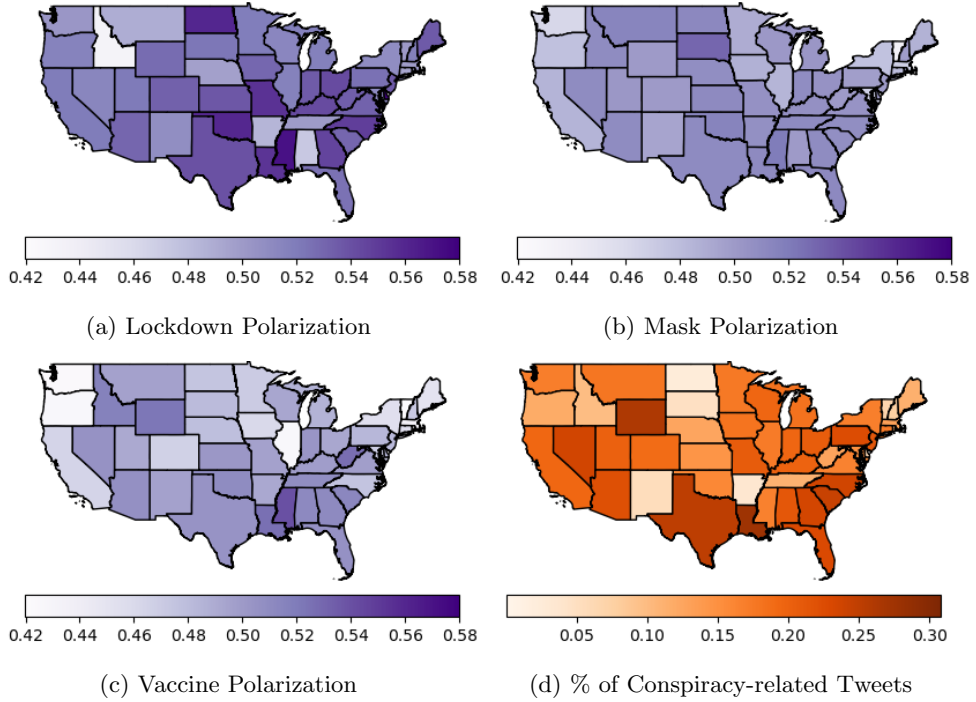 0.42 0.44 0.46 0.48 0.50 0.52 0.54 0.56 0.58
(a) Lockdown Polarization
0.42 0.44 0.46 0.48 0.50 0.52 0.54 0.56 0.58
(b) Mask Polarization
0.42 0.44 0.46 0.48 0.50 0.52 0.54 0.56 0.58
(c) Vaccine Polarization
0.05 0.10 0.15 0.20 0.25 0.30
(d) % of Conspiracy-related Tweets